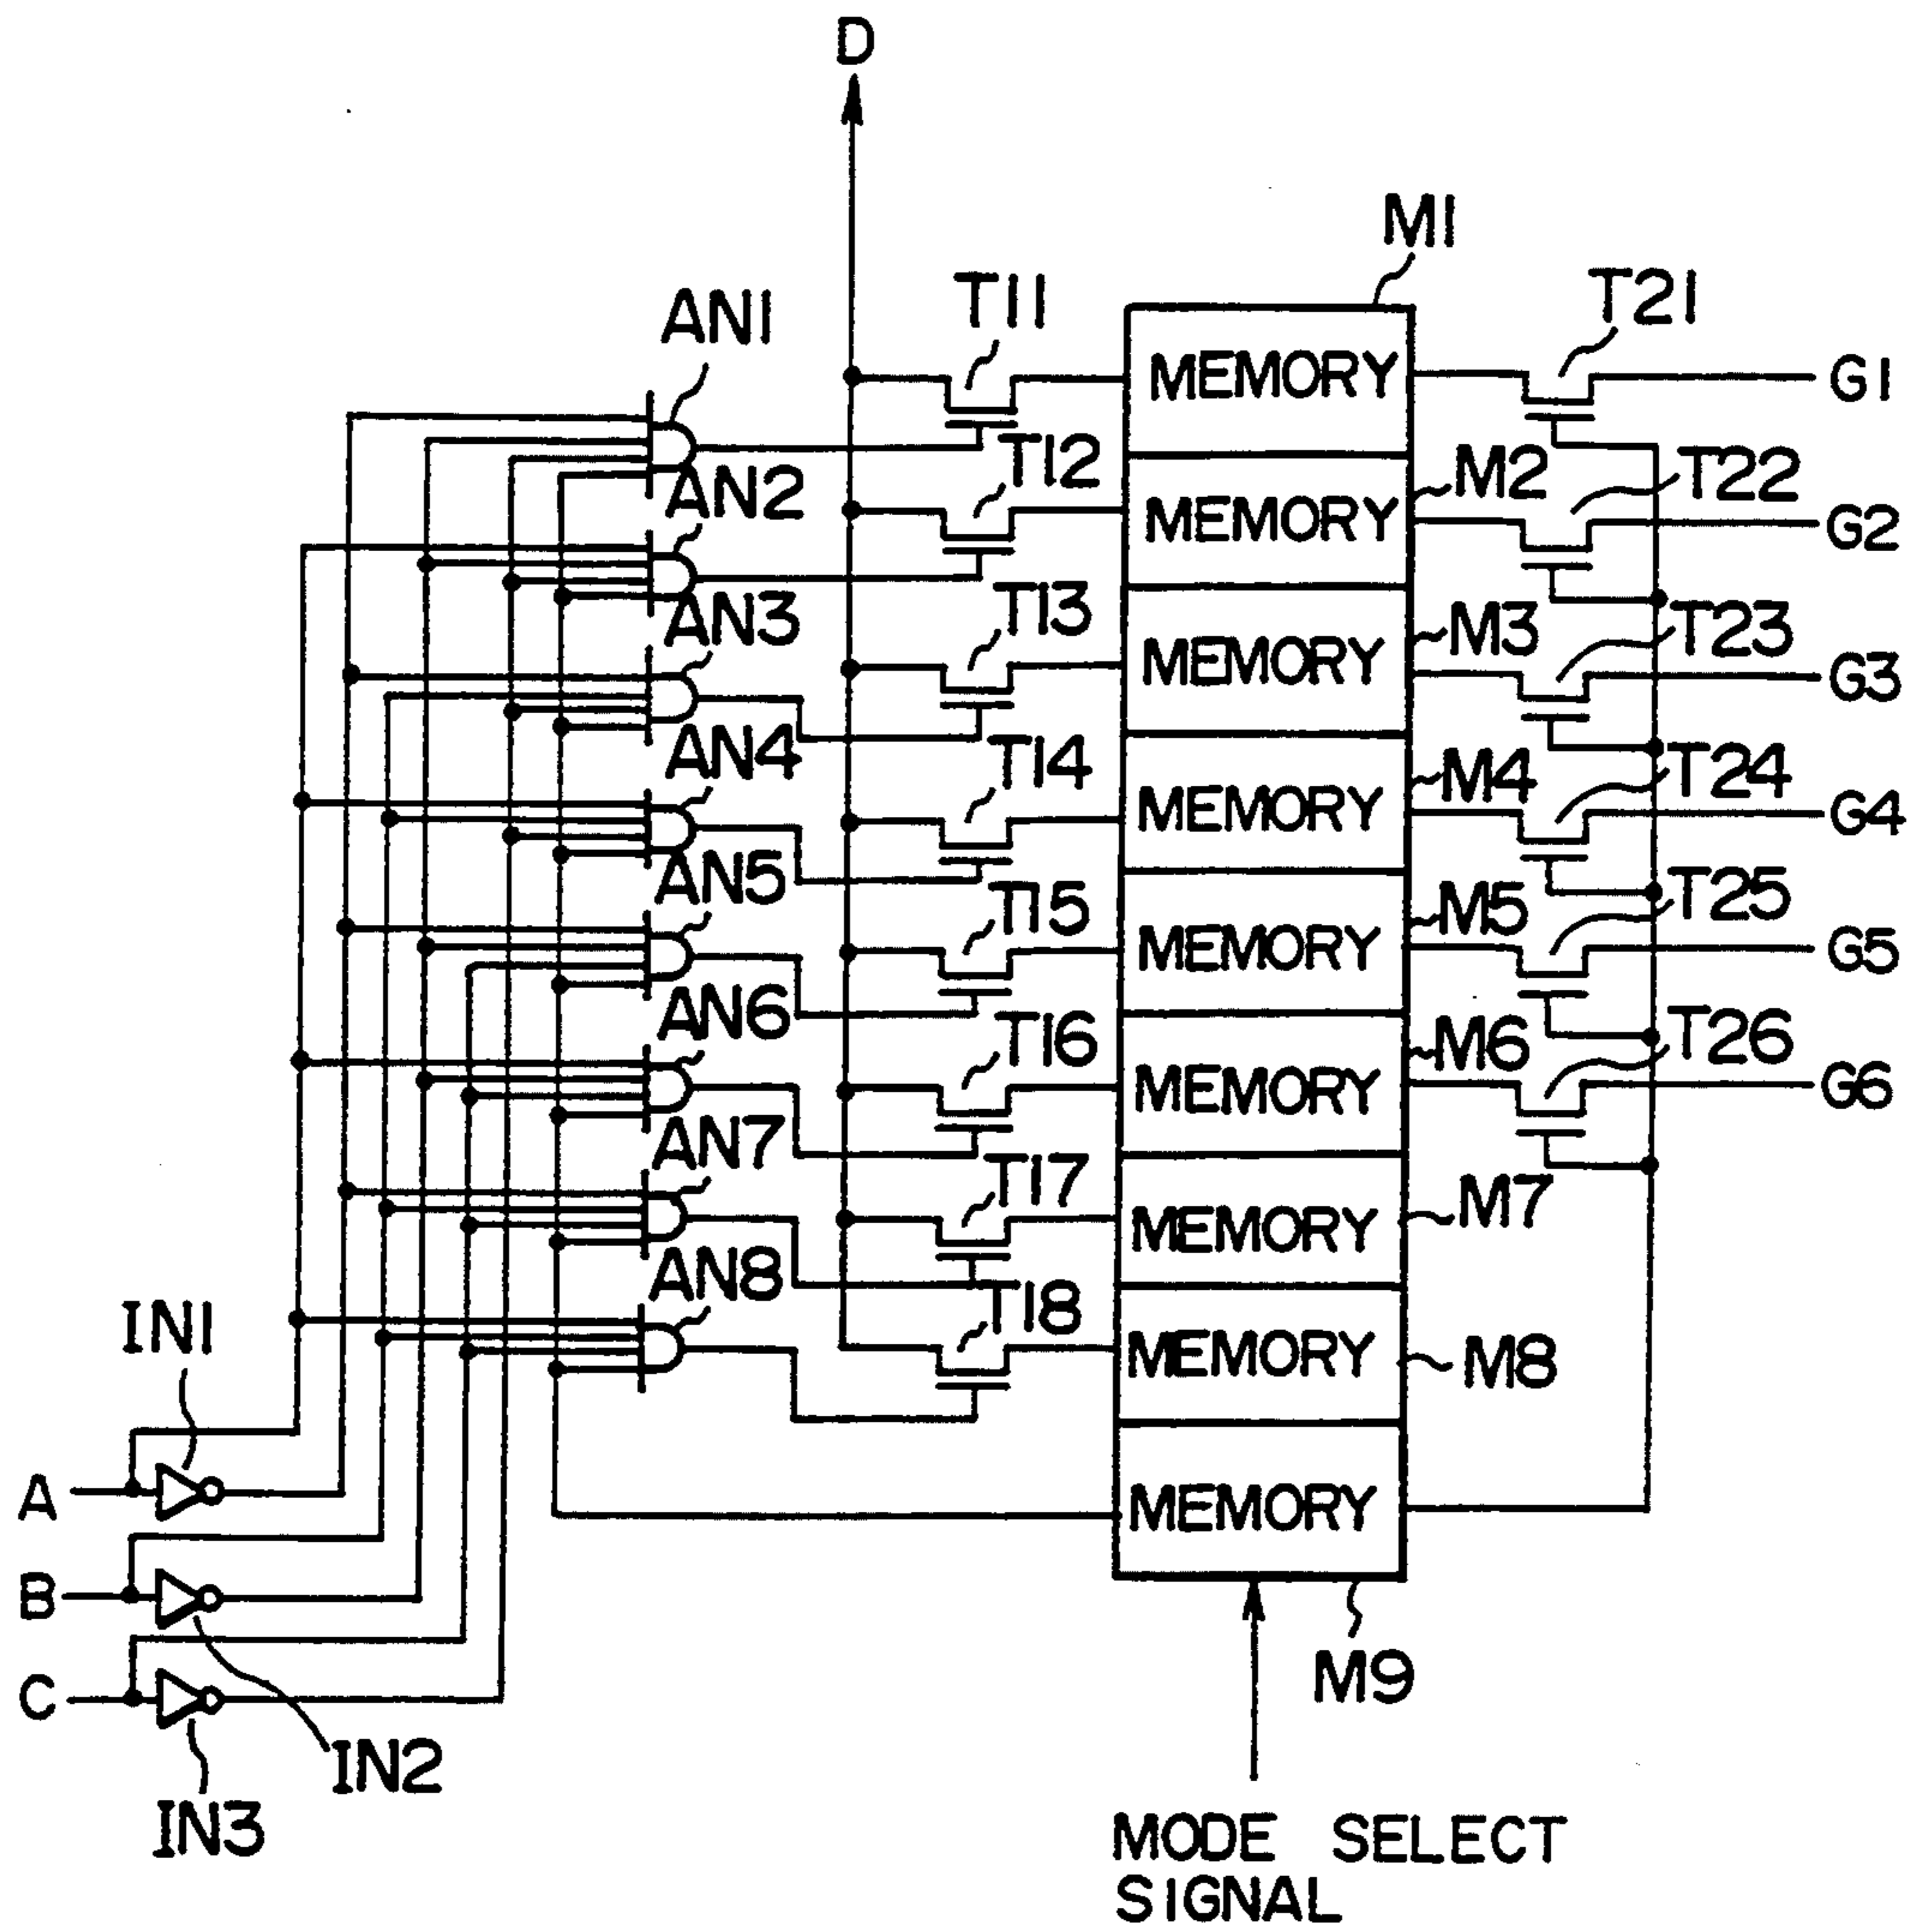 D
M1
T11
T21
AN1
MEMORY
G1
T12
M2
T22
AN2
MEMORY
G2
T13
M3
T23
AN3
MEMORY
G3
T14
M4
T24
AN4
MEMORY
G4
T15
M5
T25
AN5
MEMORY
G5
T16
M6
T26
AN6
MEMORY
G6
T17
M7
AN7
MEMORY
T18
M8
AN8
MEMORY
IN1
A
MEMORY
B
M9
C
IN2
IN3
MODE SELECT
SIGNAL